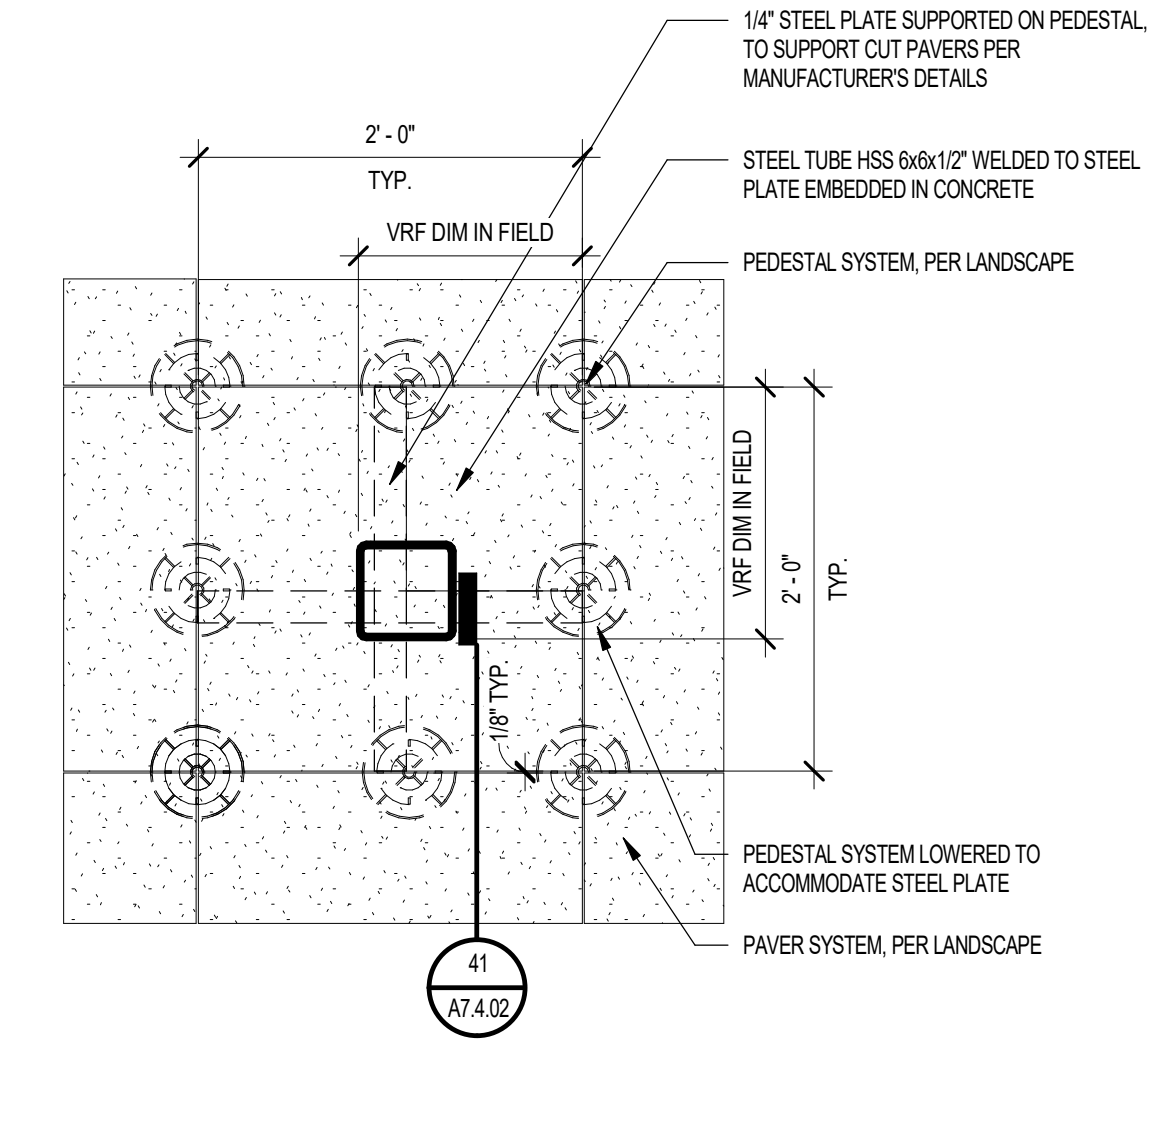 1/4" STEEL PLATE SUPPORTED ON PEDESTAL,
TO SUPPORT CUT PAVERS PER
MANUFACTURER'S DETAILS
2' - 0"
TYP.
STEEL TUBE HSS 6x6x1/2" WELDED TO STEEL
PLATE EMBEDDED IN CONCRETE
VRF DIM IN FIELD
PEDESTAL SYSTEM, PER LANDSCAPE
VRF DIM IN FIELD
2' - 0"
TYP.
1/8" TYP.
PEDESTAL SYSTEM LOWERED TO
ACCOMMODATE STEEL PLATE
PAVER SYSTEM, PER LANDSCAPE
41
A7.4.02